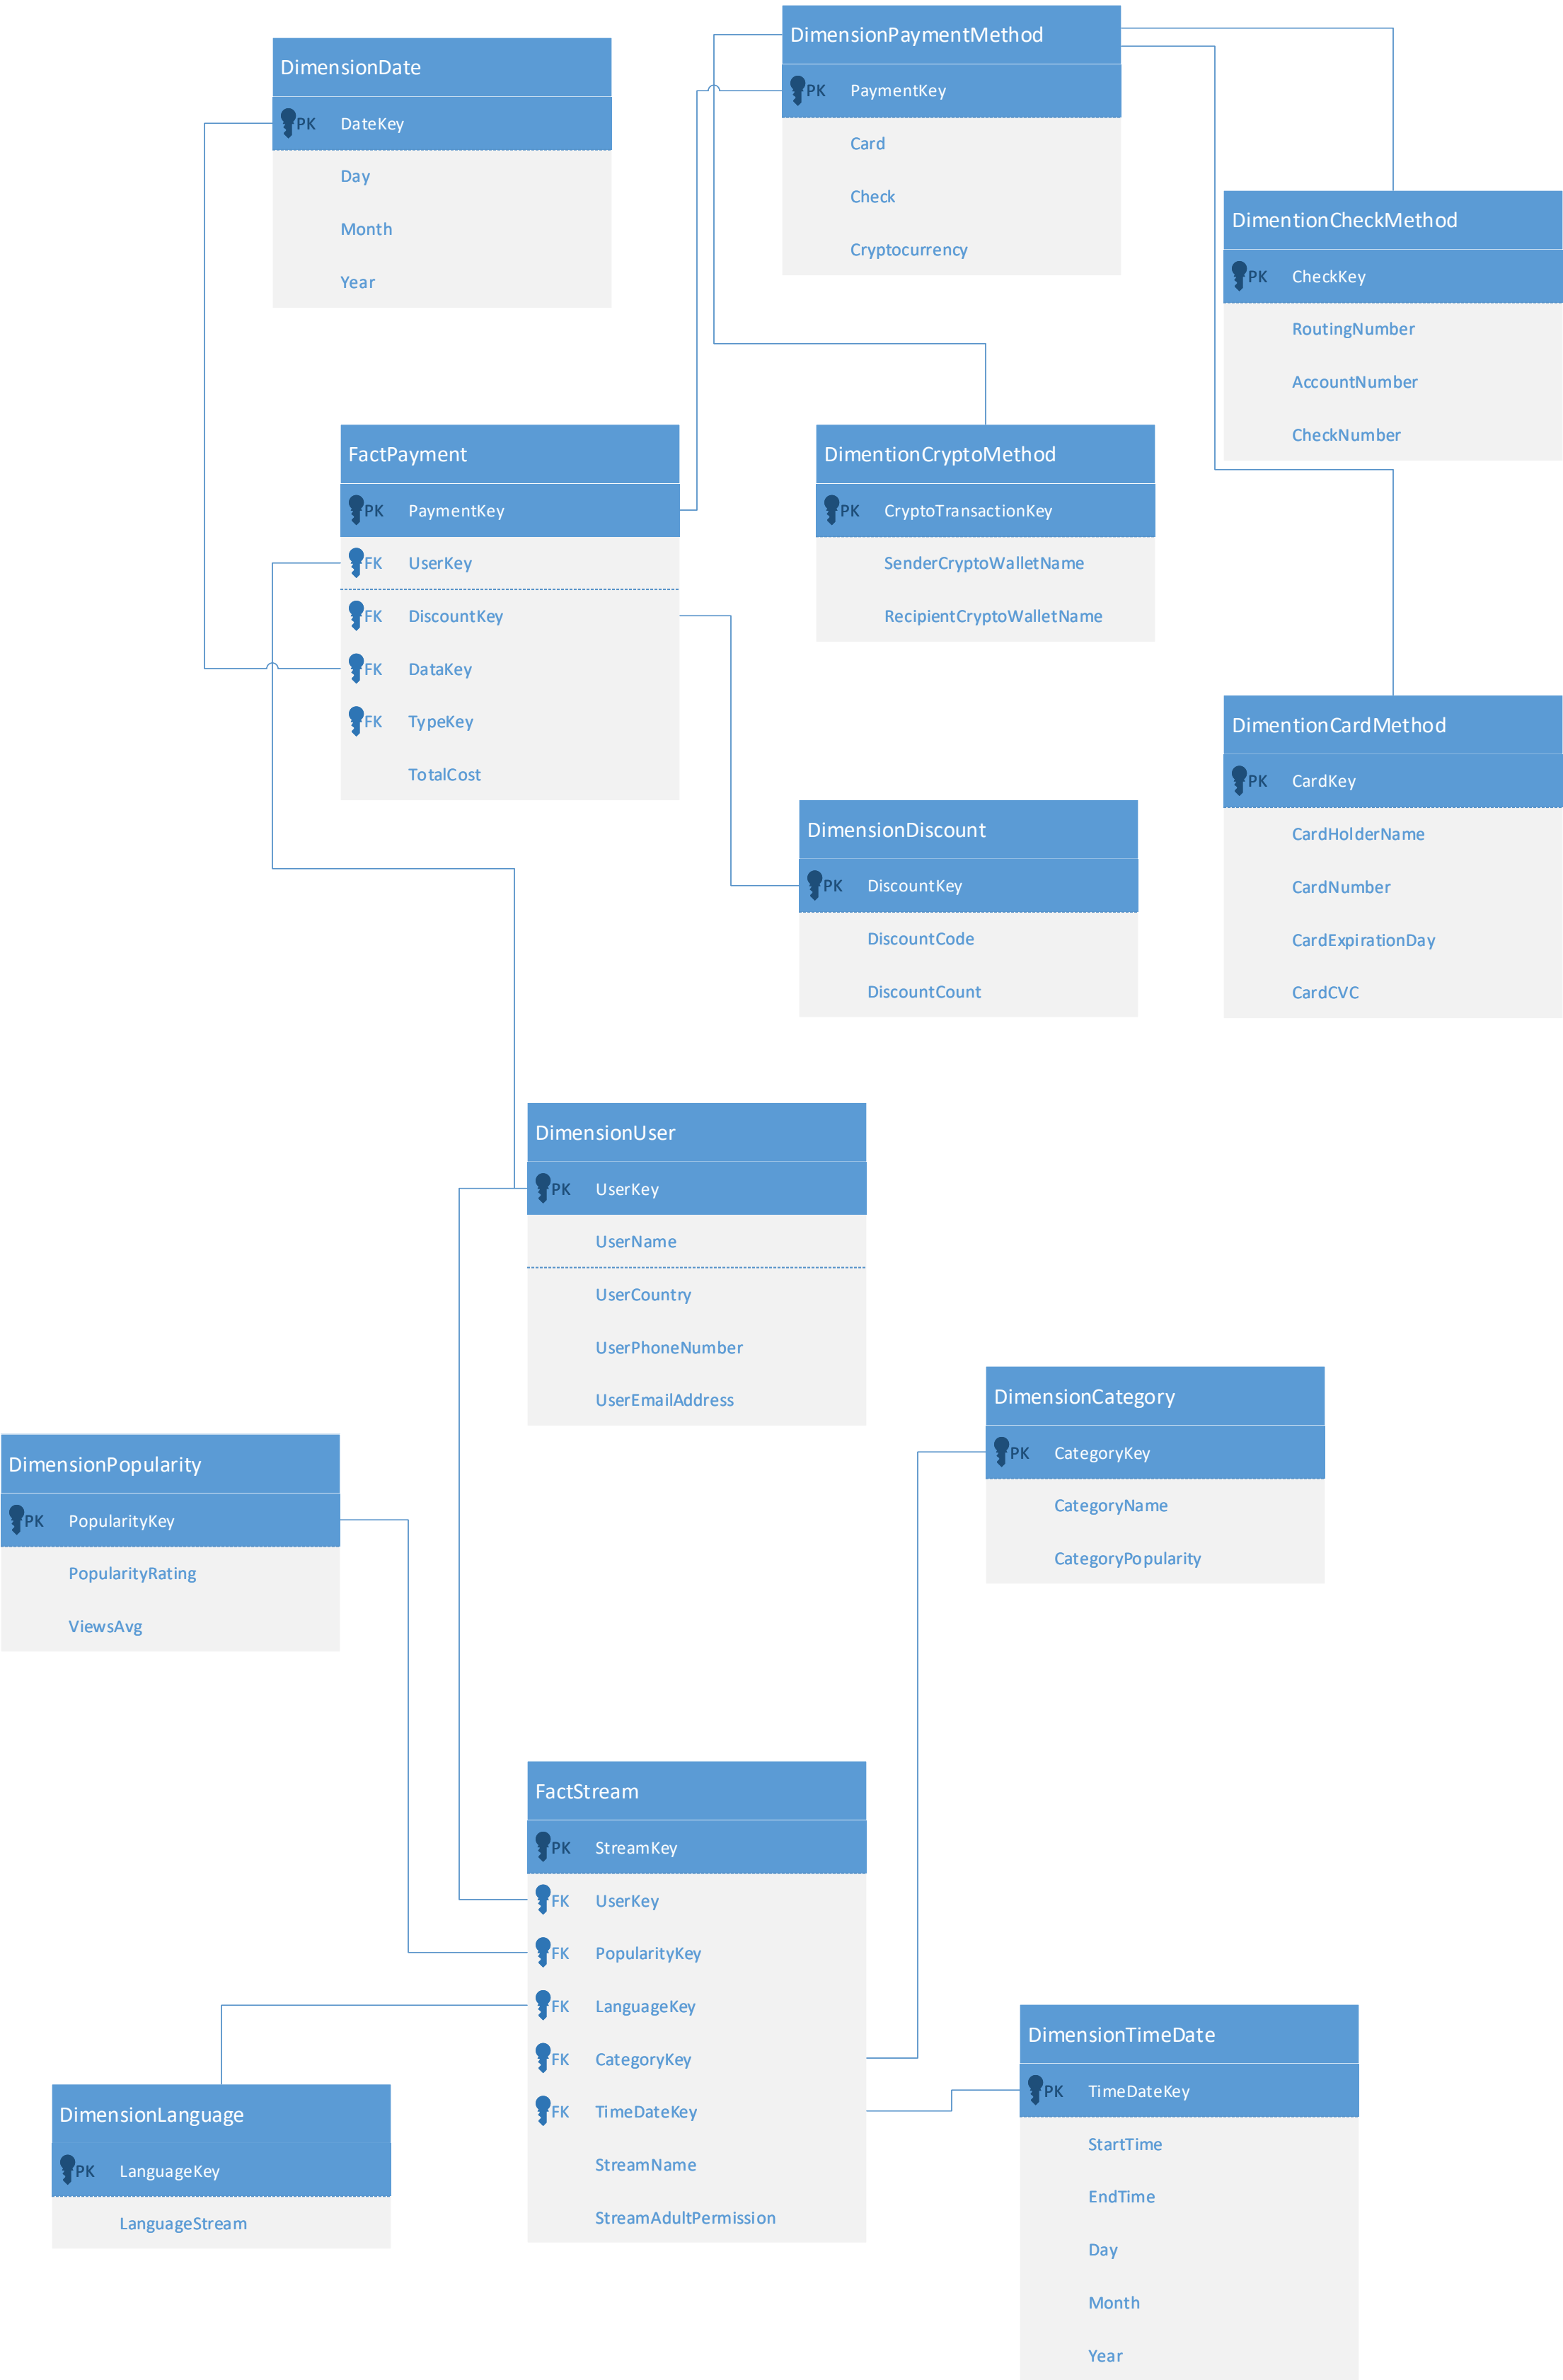 DimensionDate
PK DateKey
Day
Month
Year
DimensionPaymentMethod
PK PaymentKey
Card
Check
Cryptocurrency
DimentionCheckMethod
PK CheckKey
RoutingNumber
AccountNumber
CheckNumber
FactPayment
PK PaymentKey
FK UserKey
FK DiscountKey
FK DataKey
FK TypeKey
TotalCost
DimentionCryptoMethod
PK CryptoTransactionKey
SenderCryptoWalletName
RecipientCryptoWalletName
DimentionCardMethod
PK CardKey
CardHolderName
CardNumber
CardExpirationDay
CardCVC
DimensionDiscount
PK DiscountKey
DiscountCode
DiscountCount
DimensionUser
PK UserKey
UserName
UserCountry
UserPhoneNumber
UserEmailAddress
DimensionCategory
PK CategoryKey
CategoryName
CategoryPopularity
DimensionPopularity
PK PopularityKey
PopularityRating
ViewsAvg
FactStream
PK StreamKey
FK UserKey
FK PopularityKey
FK LanguageKey
FK CategoryKey
FK TimeDateKey
StreamName
StreamAdultPermission
DimensionLanguage
PK LanguageKey
LanguageStream
DimensionTimeDate
PK TimeDateKey
StartTime
EndTime
Day
Month
Year